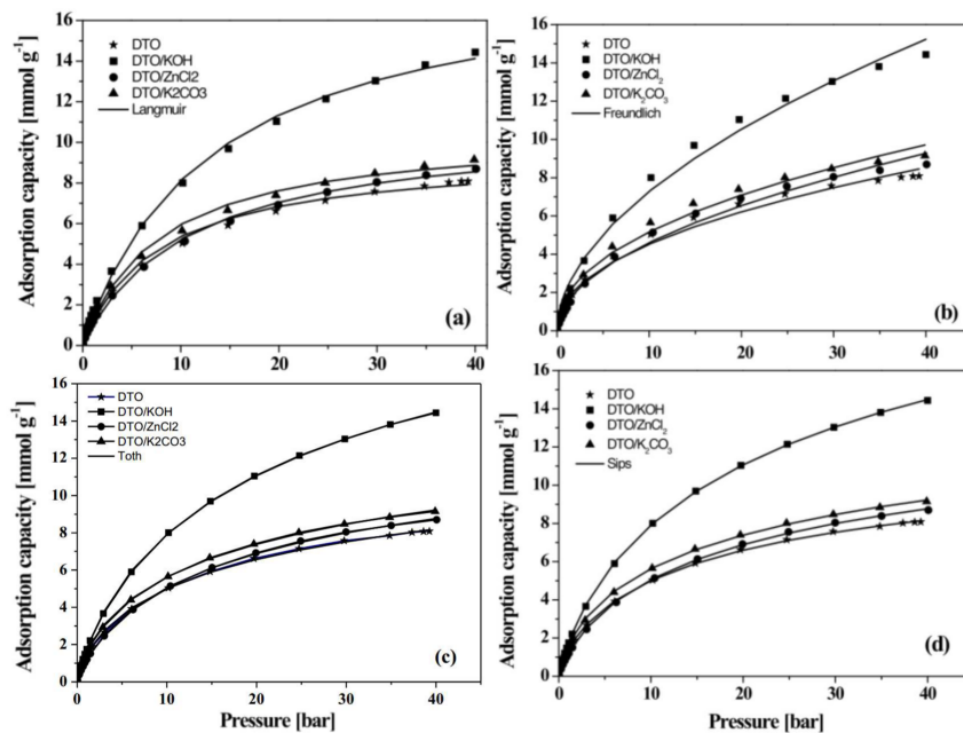 Adsorption capacity [mmol g⁻¹]
16
14
12
10
8
6
4
2
0
DTO
DTO/KOH
DTO/ZnCl2
DTO/K2CO3
Langmuir
(a)
0 10 20 30 40
Adsorption capacity [mmol g⁻¹]
16
14
12
10
8
6
4
2
0
DTO
DTO/KOH
DTO/ZnCl₂
DTO/K₂CO₃
Freundlich
(b)
0 10 20 30 40
Adsorption capacity [mmol g⁻¹]
16
14
12
10
8
6
4
2
0
DTO
DTO/KOH
DTO/ZnCl2
DTO/K2CO3
Toth
(c)
0 10 20 30 40
Pressure [bar]
Adsorption capacity [mmol g⁻¹]
16
14
12
10
8
6
4
2
0
DTO
DTO/KOH
DTO/ZnCl₂
DTO/K₂CO₃
Sips
(d)
0 10 20 30 40
Pressure [bar]